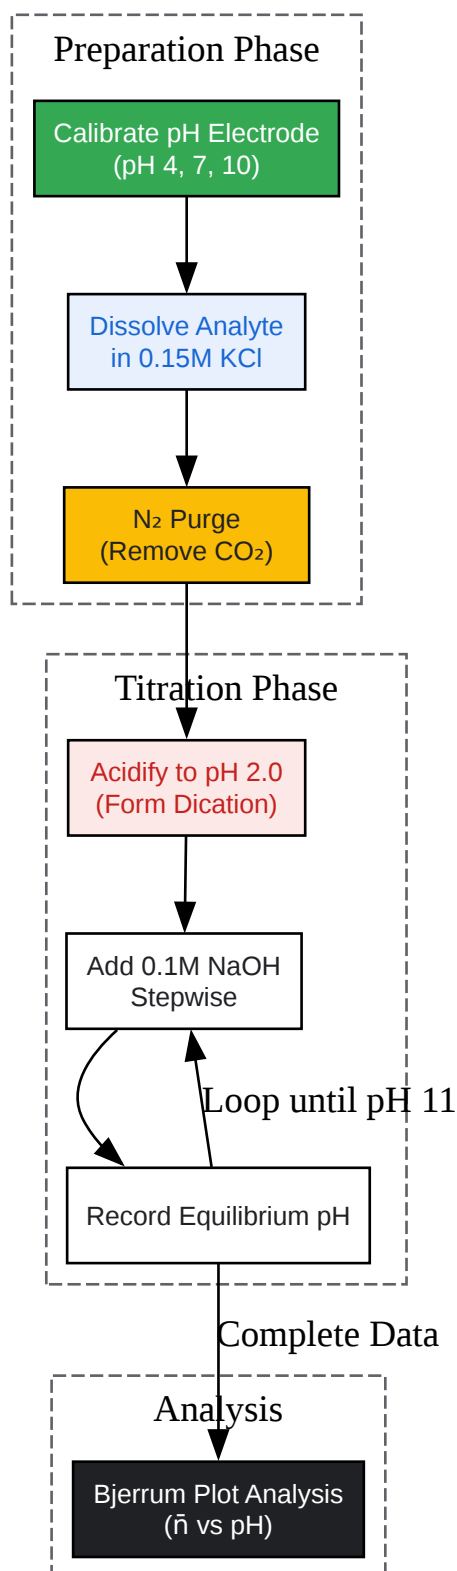 Preparation Phase
Calibrate pH Electrode
(pH 4, 7, 10)
Dissolve Analyte
in 0.15M KCl
N₂ Purge
(Remove CO₂)
Titration Phase
Acidify to pH 2.0
(Form Dication)
Add 0.1M NaOH
Stepwise
Loop until pH 11
Record Equilibrium pH
Complete Data
Analysis
Bjerrum Plot Analysis
(n̄ vs pH)